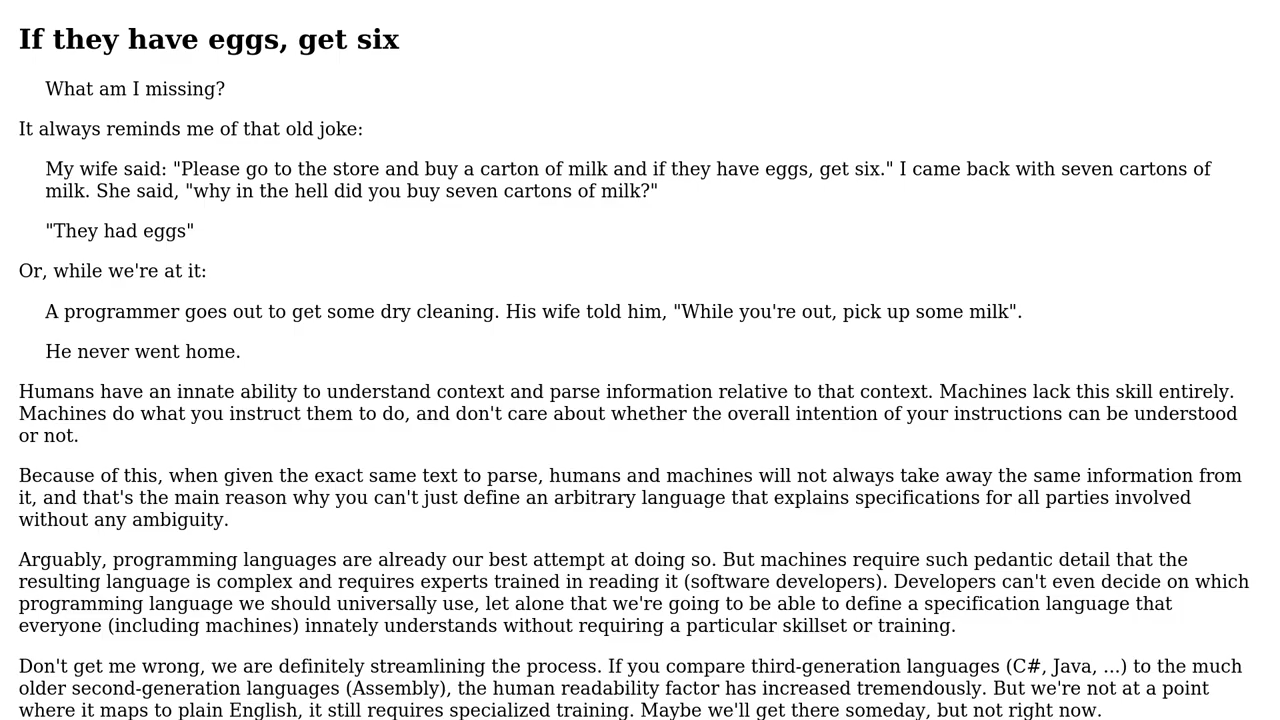 If they have eggs, get six
What am I missing?
It always reminds me of that old joke:
My wife said: "Please go to the store and buy a carton of milk and if they have eggs, get six." I came back with seven cartons of
milk. She said, "why in the hell did you buy seven cartons of milk?"
"They had eggs"
Or, while we're at it:
A programmer goes out to get some dry cleaning. His wife told him, "While you're out, pick up some milk".
He never went home.
Humans have an innate ability to understand context and parse information relative to that context. Machines lack this skill entirely.
Machines do what you instruct them to do, and don't care about whether the overall intention of your instructions can be understood
or not.
Because of this, when given the exact same text to parse, humans and machines will not always take away the same information from
it, and that's the main reason why you can't just define an arbitrary language that explains specifications for all parties involved
without any ambiguity.
Arguably, programming languages are already our best attempt at doing so. But machines require such pedantic detail that the
resulting language is complex and requires experts trained in reading it (software developers). Developers can't even decide on which
programming language we should universally use, let alone that we're going to be able to define a specification language that
everyone (including machines) innately understands without requiring a particular skillset or training.
Don't get me wrong, we are definitely streamlining the process. If you compare third-generation languages (C#, Java, ...) to the much
older second-generation languages (Assembly), the human readability factor has increased tremendously. But we're not at a point
where it maps to plain English, it still requires specialized training. Maybe we'll get there someday, but not right now.